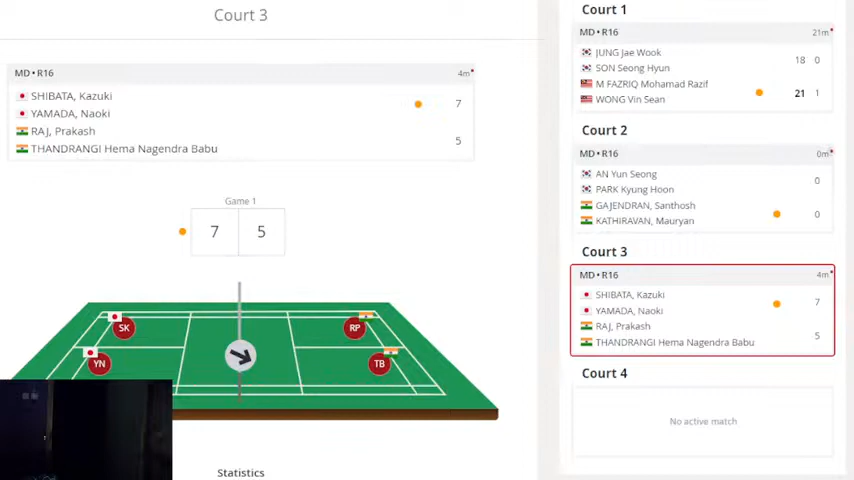 Court 3
MD • R16 4m
SHIBATA, Kazuki 7
YAMADA, Naoki
RAJ, Prakash 5
THANDRANGI Hema Nagendra Babu
Game 1
7 5
SK RP
YN TB
Statistics
Court 1
MD • R16 21m
JUNG Jae Wook 18 0
SON Seong Hyun
M FAZRIQ Mohamad Razif 21 1
WONG Vin Sean
Court 2
MD • R16 0m
AN Yun Seong 0
PARK Kyung Hoon
GAJENDRAN, Santhosh 0
KATHIRAVAN, Mauryan
Court 3
MD • R16 4m
SHIBATA, Kazuki 7
YAMADA, Naoki
RAJ, Prakash 5
THANDRANGI Hema Nagendra Babu
Court 4
No active match